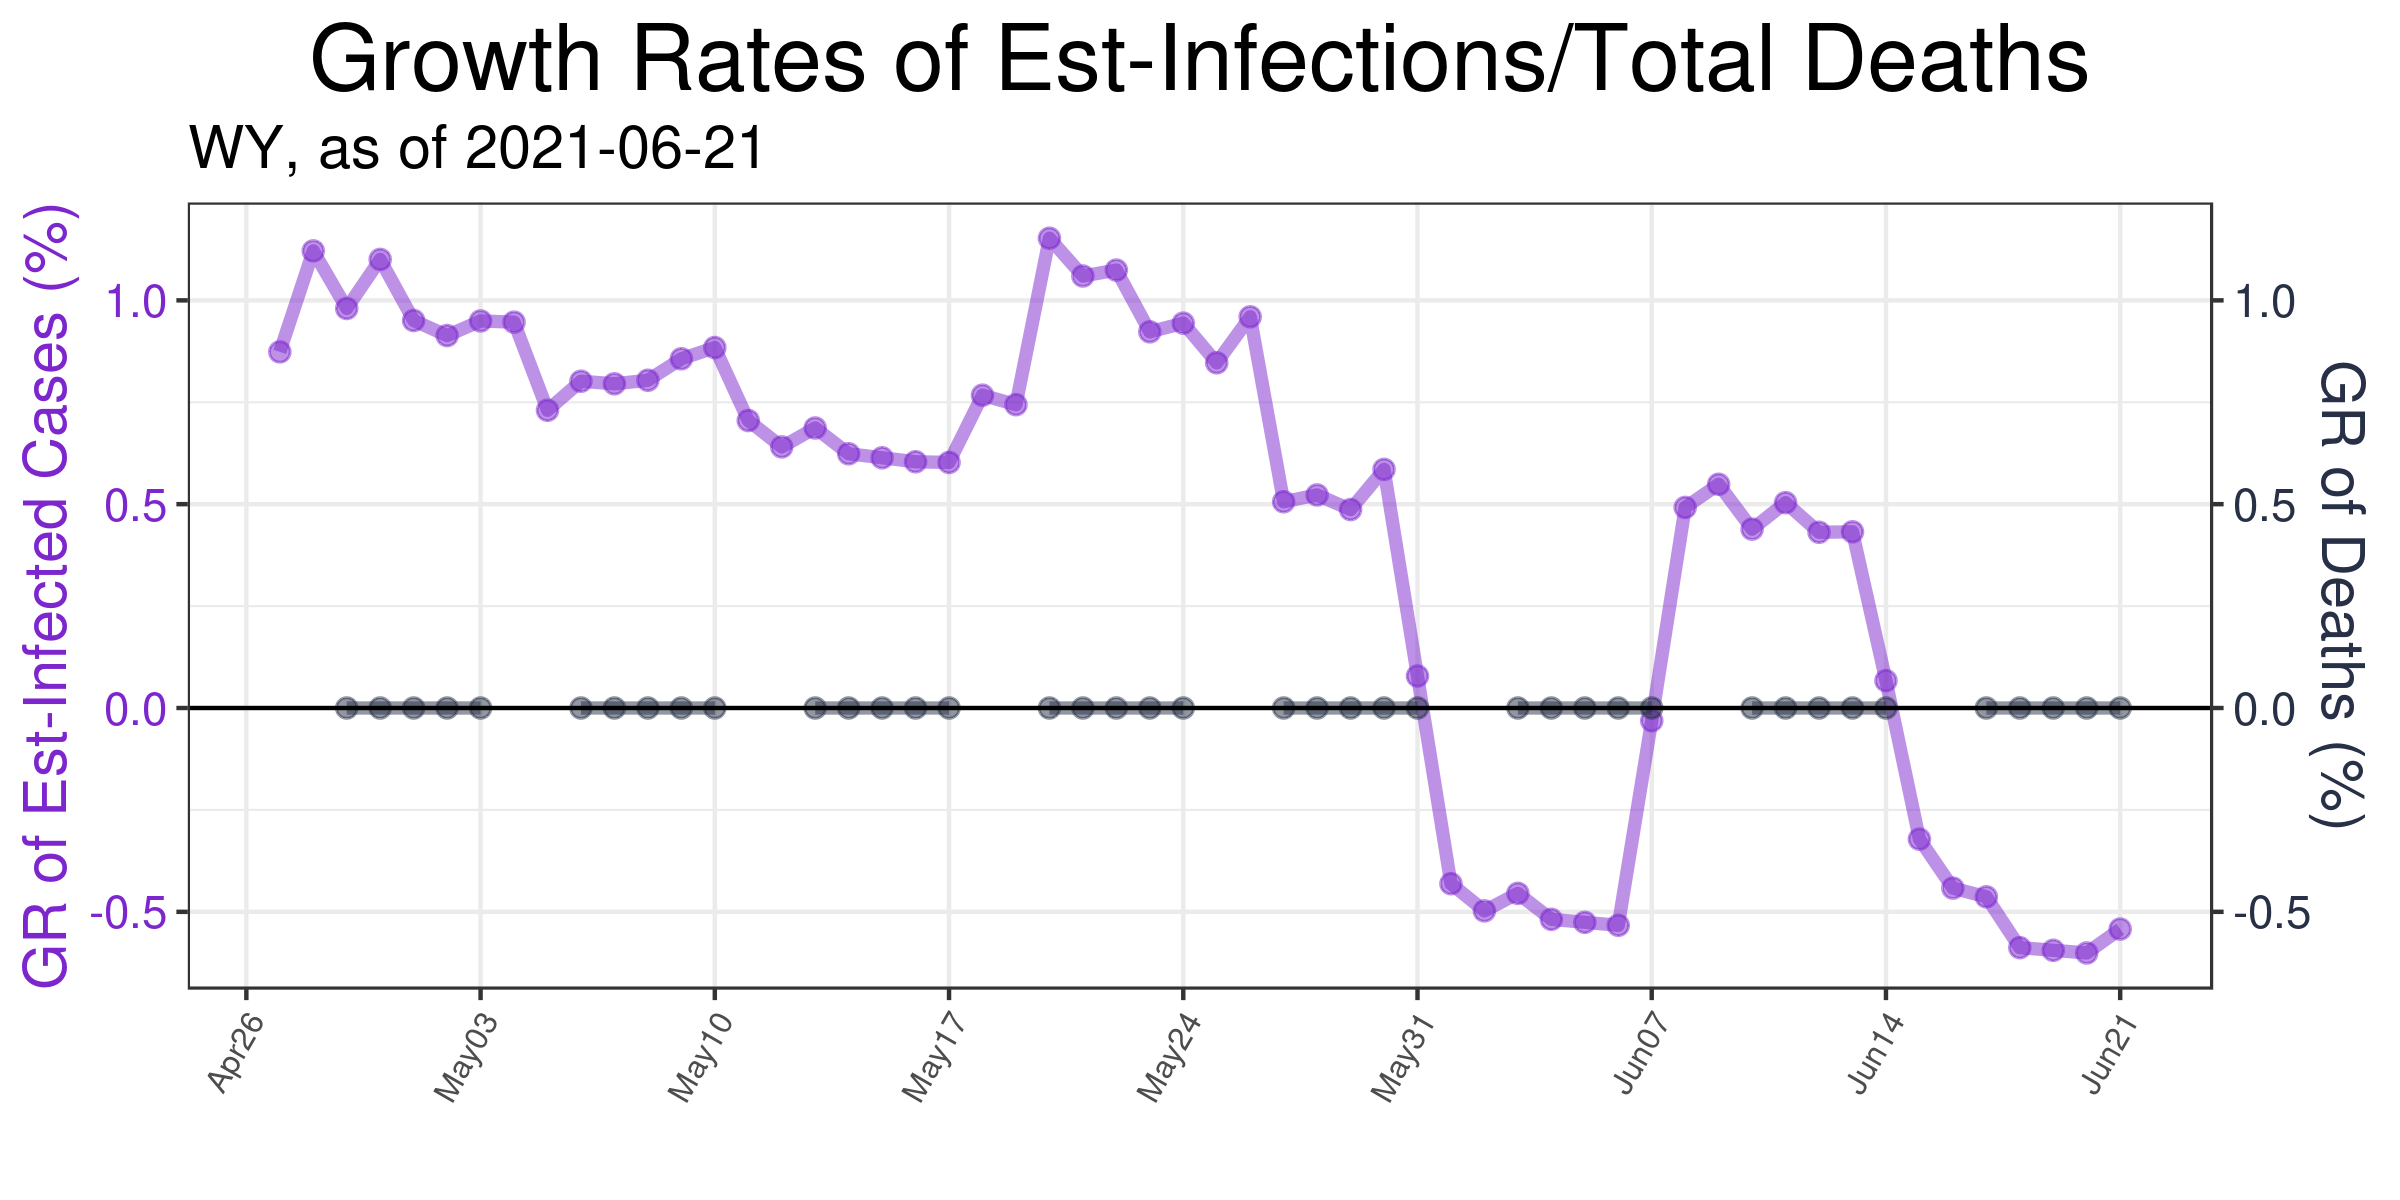 Growth Rates of Est-Infections/Total Deaths
WY, as of 2021-06-21
GR of Est-Infected Cases (%)
1.0
0.5
0.0
-0.5
1.0
0.5
0.0
-0.5
GR of Deaths (%)
Apr26
May03
May10
May17
May24
May31
Jun07
Jun14
Jun21